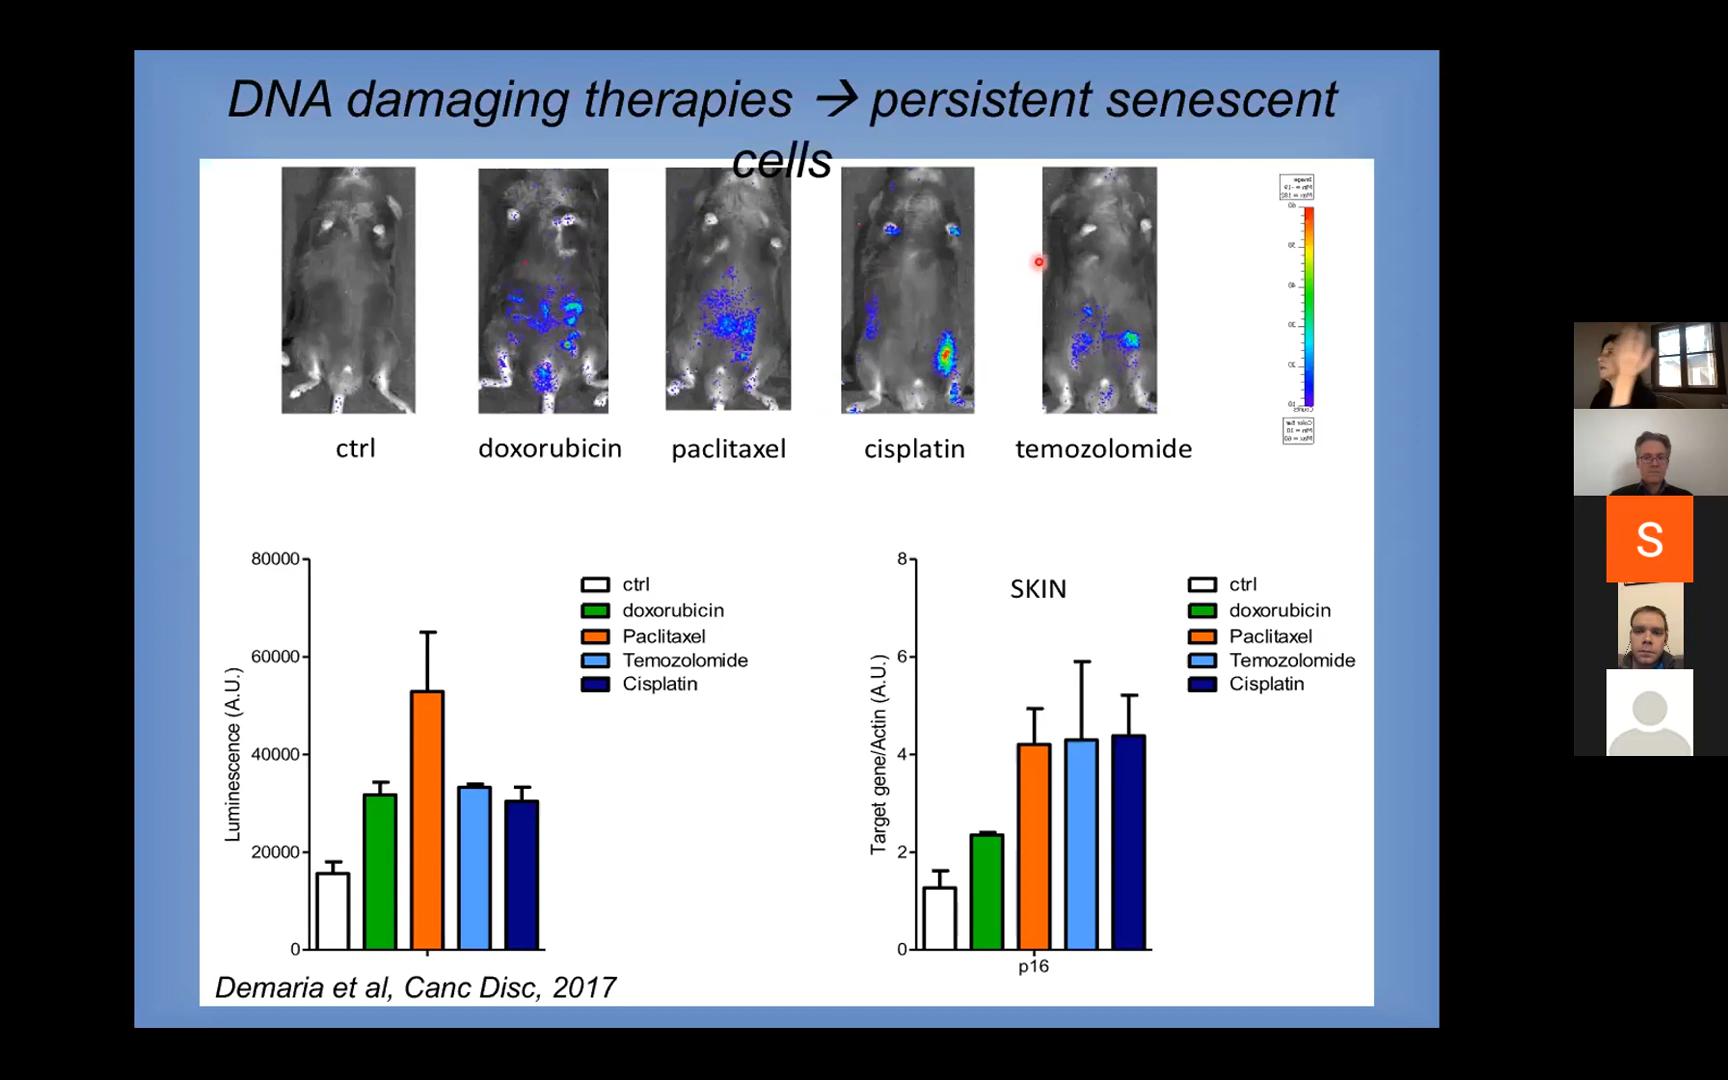 DNA damaging therapies → persistent senescent
cells
ctrl
doxorubicin
paclitaxel
cisplatin
temozolomide
80000
60000
40000
20000
0
Luminescence (A.U.)
ctrl
doxorubicin
Paclitaxel
Temozolomide
Cisplatin
8
6
4
2
0
Target gene/Actin (A.U.)
SKIN
p16
ctrl
doxorubicin
Paclitaxel
Temozolomide
Cisplatin
Demaria et al, Canc Disc, 2017
S